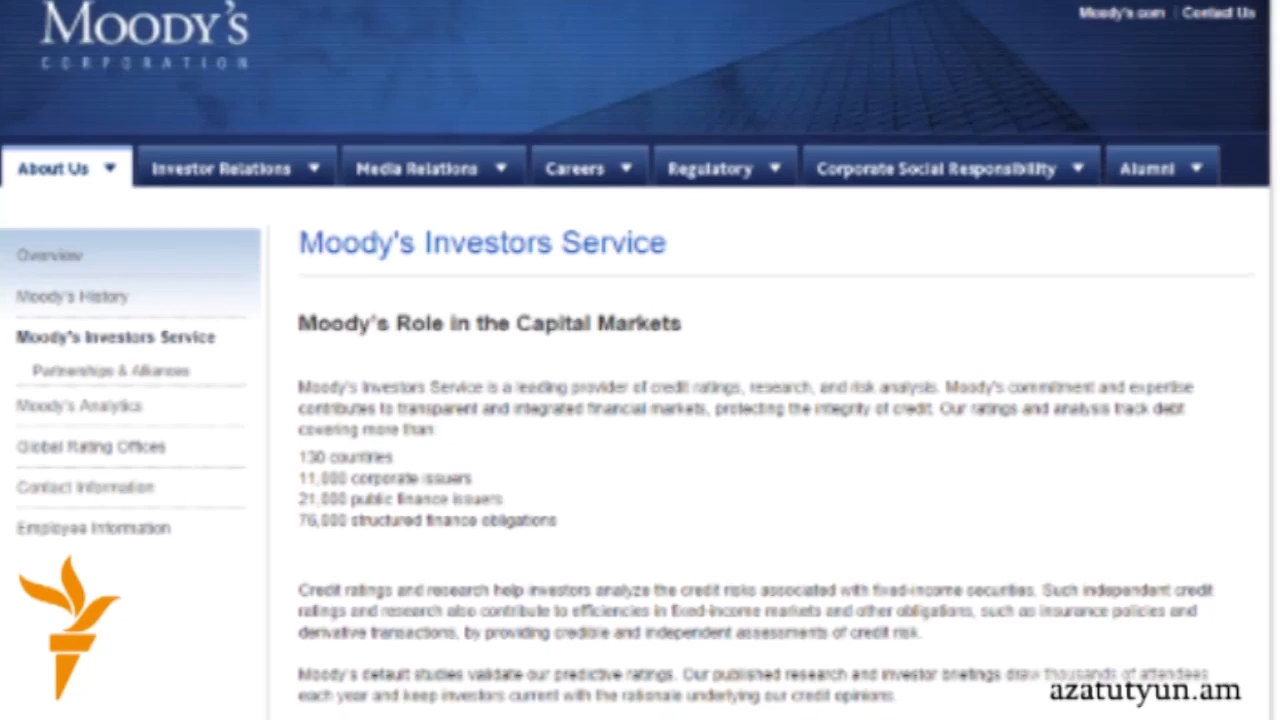 MOODY'S
CORPORATION
Moody's.com | Contact Us
About Us
Investor Relations
Media Relations
Careers
Regulatory
Corporate Social Responsibility
Alumni
Overview
Moody's History
Moody's Investors Service
Partnerships & Alliances
Moody's Analytics
Global Rating Offices
Contact Information
Employee Information
Moody's Investors Service
Moody's Role in the Capital Markets
Moody's Investors Service is a leading provider of credit ratings, research, and risk analysis. Moody's commitment and expertise
contributes to transparent and integrated financial markets, protecting the integrity of credit. Our ratings and analysis track debt
covering more than:
130 countries
11,000 corporate issuers
21,000 public finance issuers
76,000 structured finance obligations
Credit ratings and research help investors analyze the credit risks associated with fixed-income securities. Such independent credit
ratings and research also contribute to efficiencies in fixed-income markets and other obligations, such as insurance policies and
derivative transactions, by providing credible and independent assessments of credit risk.
Moody's default studies validate our predictive ratings. Our published research and investor briefings draw thousands of attendees
each year and keep investors current with the rationale underlying our credit opinions.
azatutyun.am